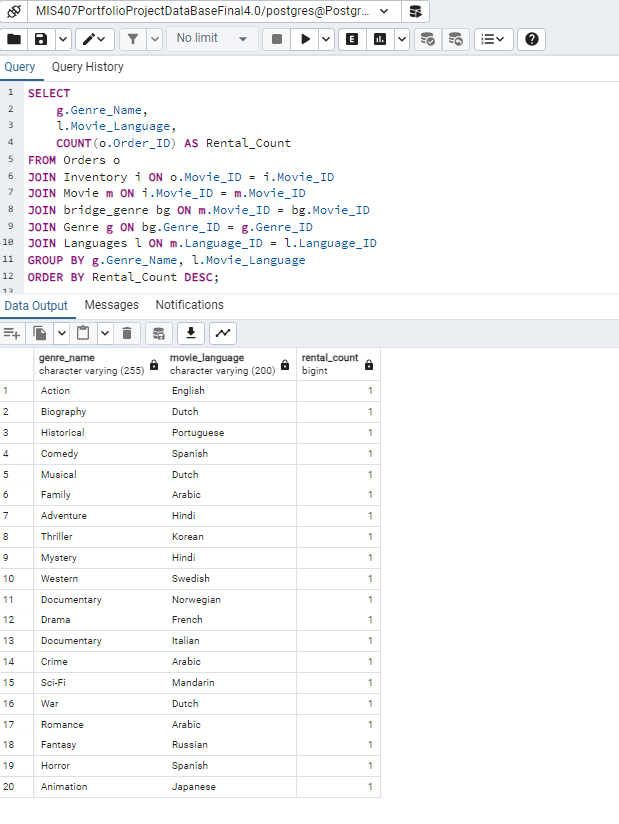 MIS407PortfolioProjectDataBaseFinal4.0/postgres@Postgr...
No limit
E
Query Query History
1 SELECT
2 g.Genre_Name,
3 l.Movie_Language,
4 COUNT(o.Order_ID) AS Rental_Count
5 FROM Orders o
6 JOIN Inventory i ON o.Movie_ID = i.Movie_ID
7 JOIN Movie m ON i.Movie_ID = m.Movie_ID
8 JOIN bridge_genre bg ON m.Movie_ID = bg.Movie_ID
9 JOIN Genre g ON bg.Genre_ID = g.Genre_ID
10 JOIN Languages l ON m.Language_ID = l.Language_ID
11 GROUP BY g.Genre_Name, l.Movie_Language
12 ORDER BY Rental_Count DESC;
13
Data Output Messages Notifications
genre_name movie_language rental_count
character varying (255) character varying (200) bigint
1 Action English 1
2 Biography Dutch 1
3 Historical Portuguese 1
4 Comedy Spanish 1
5 Musical Dutch 1
6 Family Arabic 1
7 Adventure Hindi 1
8 Thriller Korean 1
9 Mystery Hindi 1
10 Western Swedish 1
11 Documentary Norwegian 1
12 Drama French 1
13 Documentary Italian 1
14 Crime Arabic 1
15 Sci-Fi Mandarin 1
16 War Dutch 1
17 Romance Arabic 1
18 Fantasy Russian 1
19 Horror Spanish 1
20 Animation Japanese 1